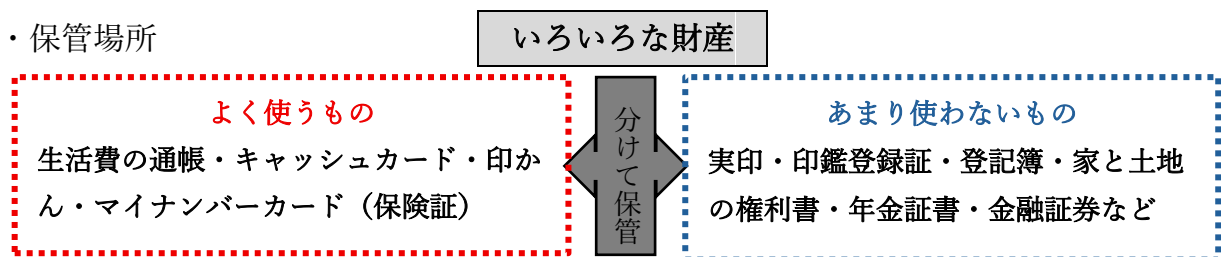 ・保管場所
いろいろな財産
よく使うもの
生活費の通帳・キャッシュカード・印か
ん・マイナンバーカード（保険証）
分けて保管
あまり使わないもの
実印・印鑑登録証・登記簿・家と土地
の権利書・年金証書・金融証券など